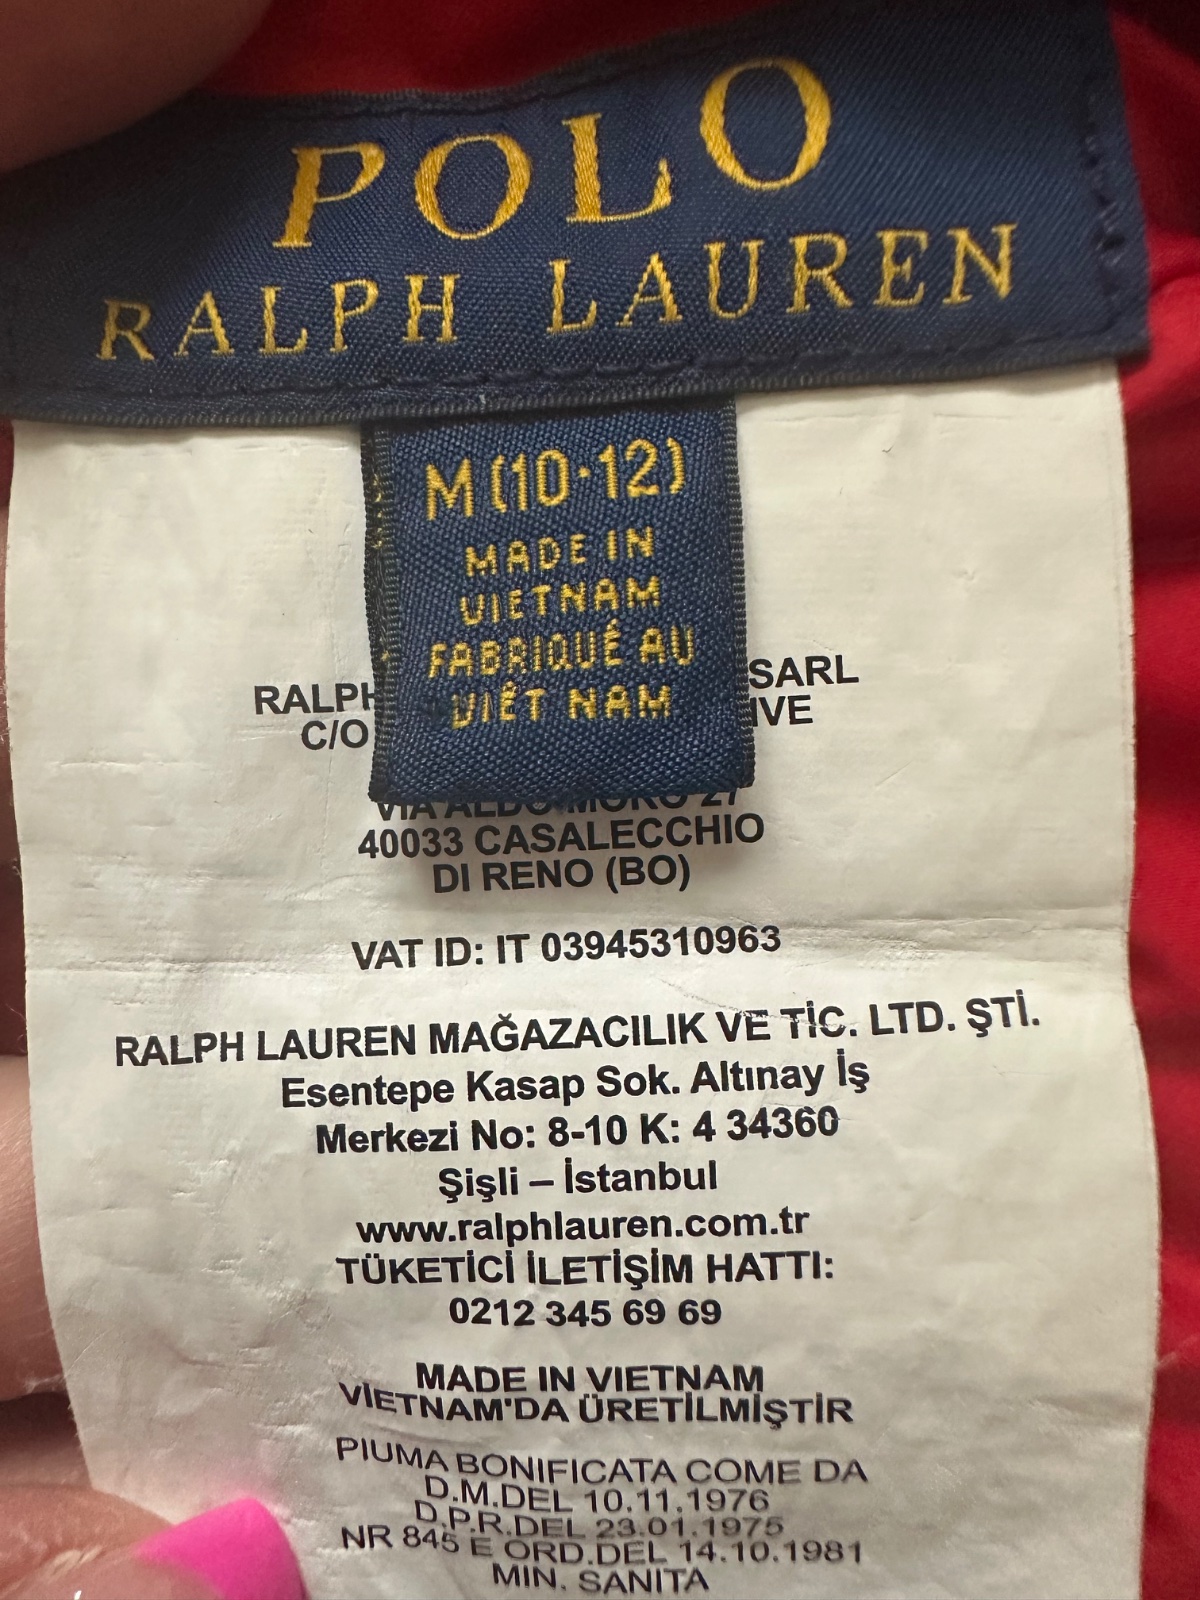 POLO
RALPH LAUREN
M (10·12)
MADE IN
VIETNAM
FABRIQUÉ AU
VIÊT NAM
RALPH SARL
C/O
VIA ALDO MORO 27
40033 CASALECCHIO
DI RENO (BO)
VAT ID: IT 03945310963
RALPH LAUREN MAĞAZACILIK VE TİC. LTD. ŞTİ.
Esentepe Kasap Sok. Altınay İş
Merkezi No: 8-10 K: 4 34360
Şişli – İstanbul
www.ralphlauren.com.tr
TÜKETİCİ İLETİŞİM HATTI:
0212 345 69 69
MADE IN VIETNAM
VİETNAM'DA ÜRETİLMİŞTİR
PIUMA BONIFICATA COME DA
D.M.DEL 10.11.1976
D.P.R.DEL 23.01.1975
NR 845 E ORD.DEL 14.10.1981
MIN. SANITA